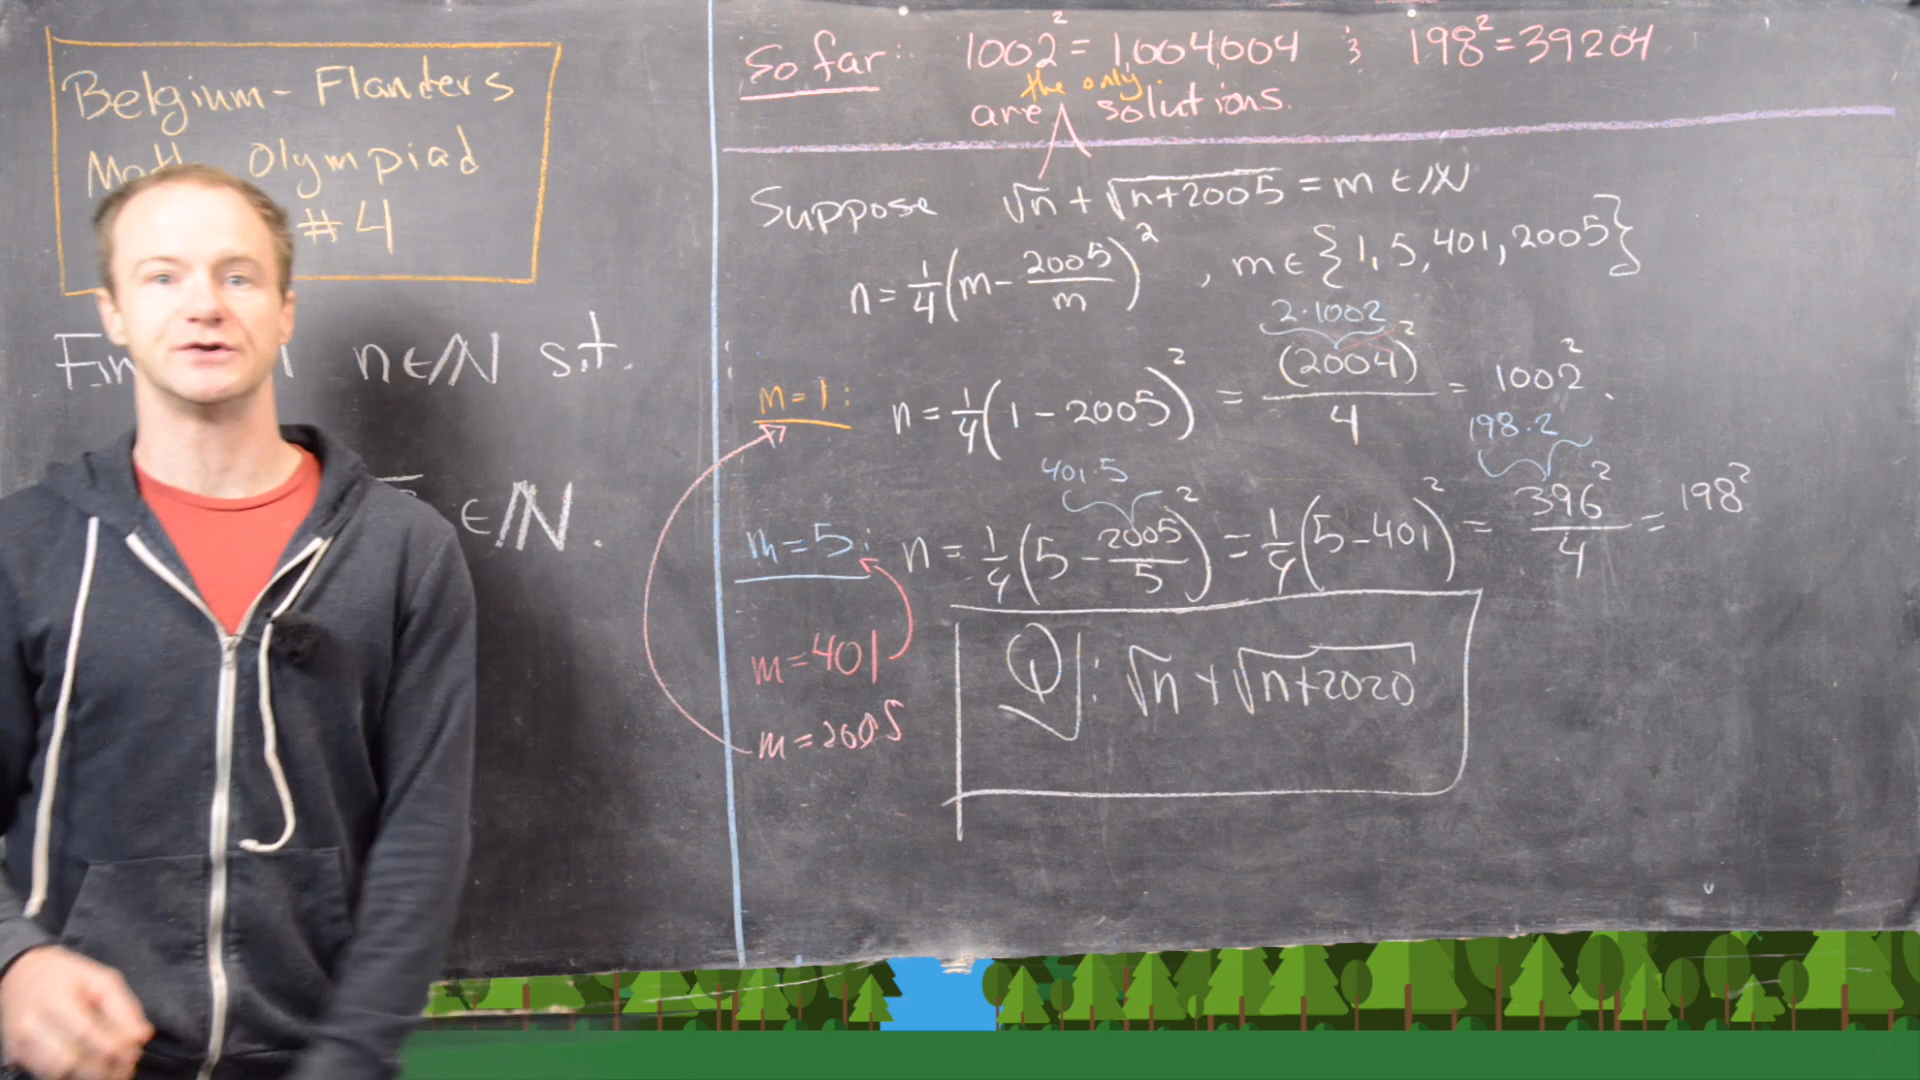 Belgium - Flanders
Math Olympiad
#4
n∈ℕ s.t.
∈ℕ.
So far: 1002² = 1,004,004 & 198² = 39204
the only
are ∧ solutions.
Suppose √n + √(n+2005) = m ∈ ℕ
n = 1/4 (m - 2005/m)², m ∈ {1, 5, 401, 2005}
2·1002
m=1: n = 1/4 (1 - 2005)² = (2004)²/4 = 1002².
401·5 198·2
m=5: n = 1/4 (5 - 2005/5)² = 1/4 (5 - 401)² = 396²/4 = 198²
m=401
m=2005
Q: √n + √(n+2020)